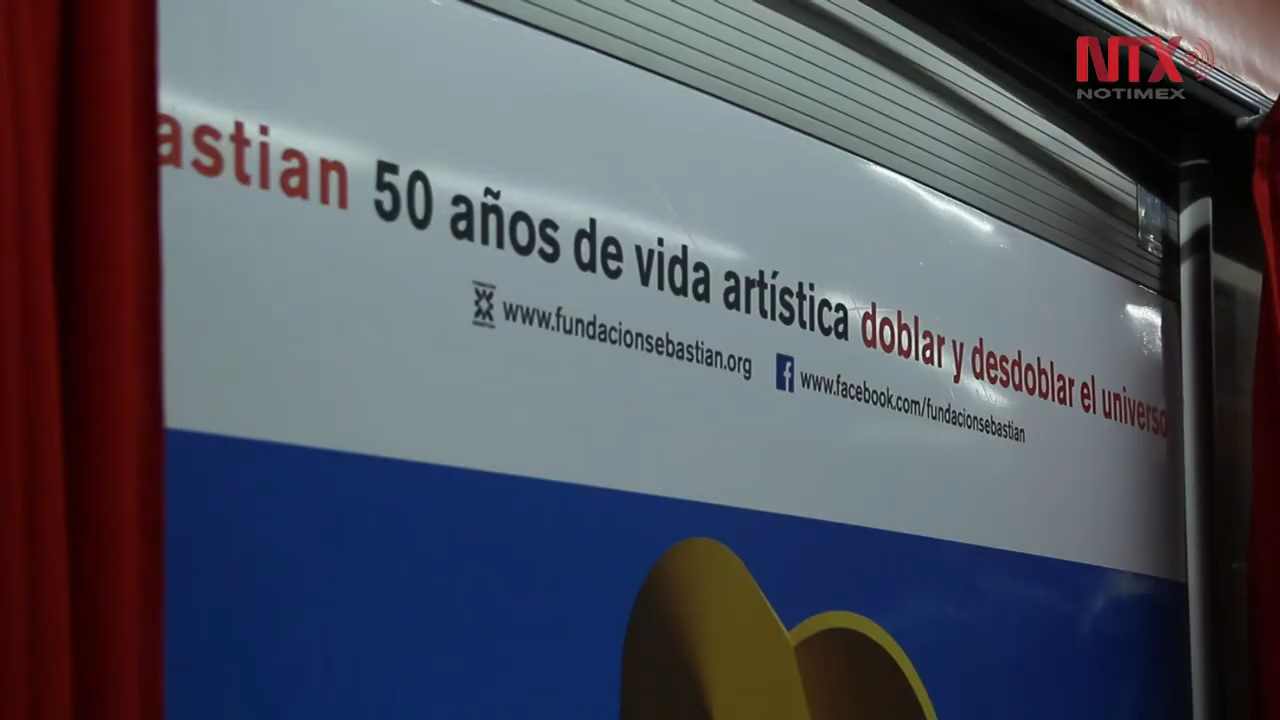 NTX
NOTIMEX
astian 50 años de vida artística doblar y desdoblar el universo
www.fundacionsebastian.org
www.facebook.com/fundacionsebastian